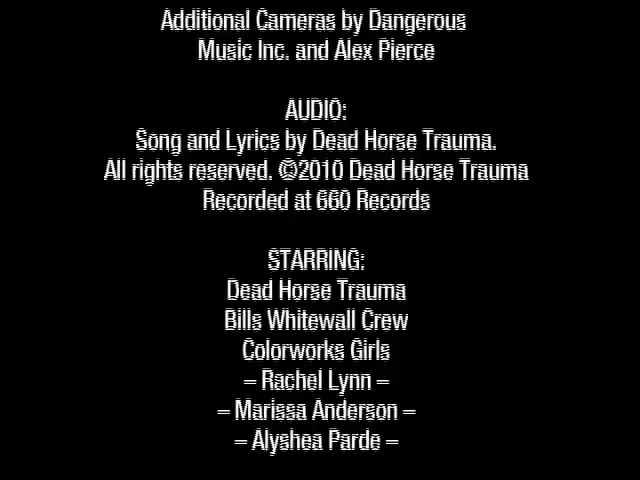 Additional Cameras by Dangerous
Music Inc. and Alex Pierce
AUDIO:
Song and Lyrics by Dead Horse Trauma.
All rights reserved. ©2010 Dead Horse Trauma
Recorded at 660 Records
STARRING:
Dead Horse Trauma
Bills Whitewall Crew
Colorworks Girls
– Rachel Lynn –
– Marissa Anderson –
– Alyshea Parde –